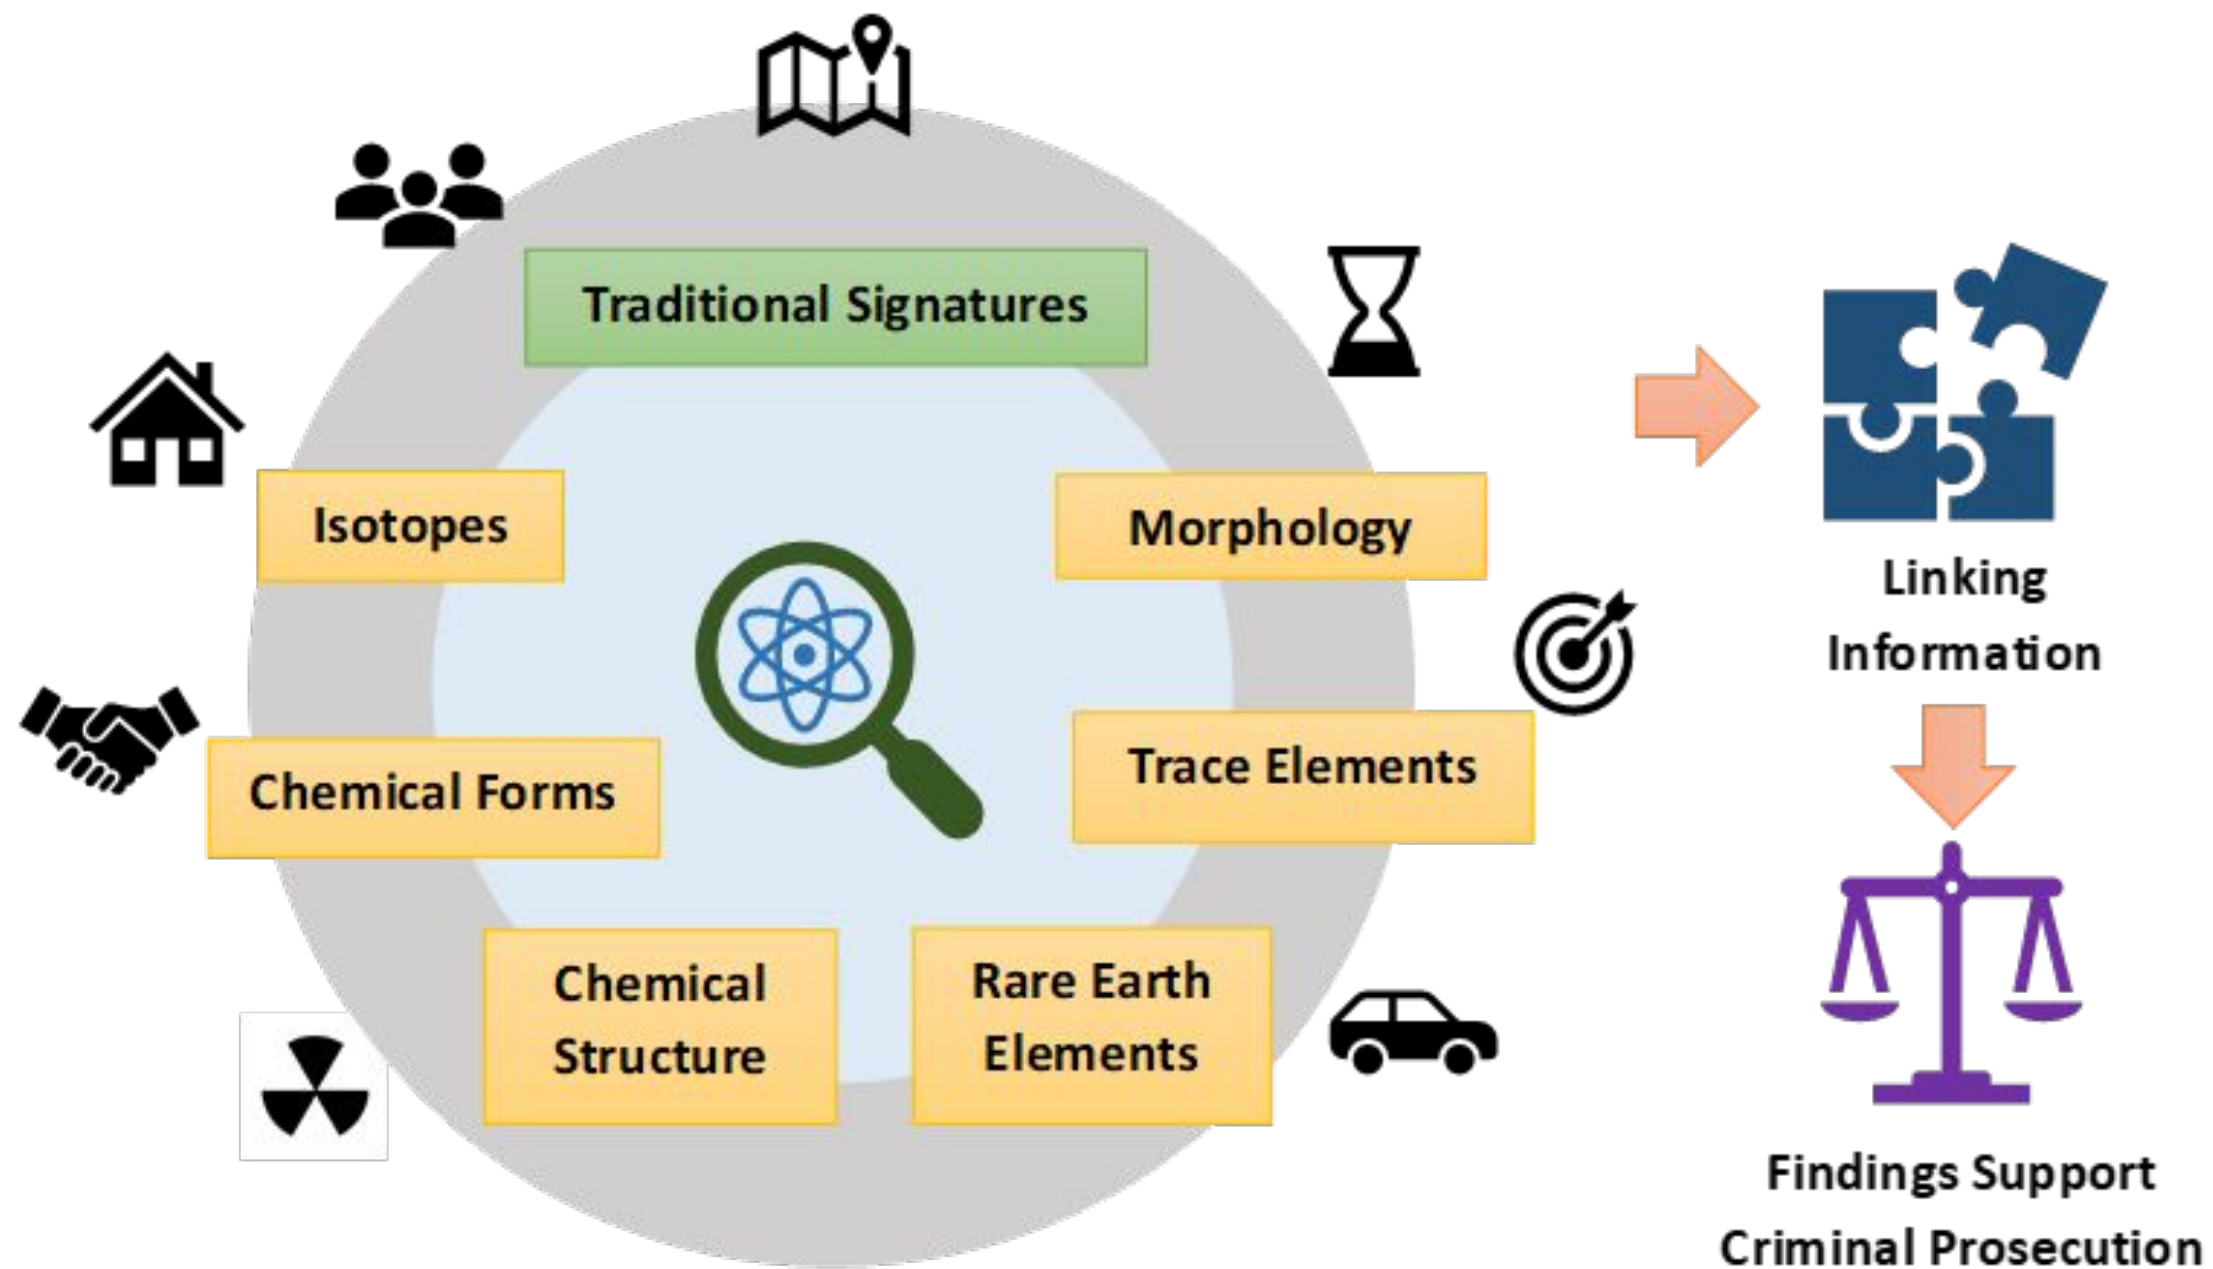 Traditional Signatures
Isotopes
Morphology
Chemical Forms
Trace Elements
Chemical
Structure
Rare Earth
Elements
Linking
Information
Findings Support
Criminal Prosecution